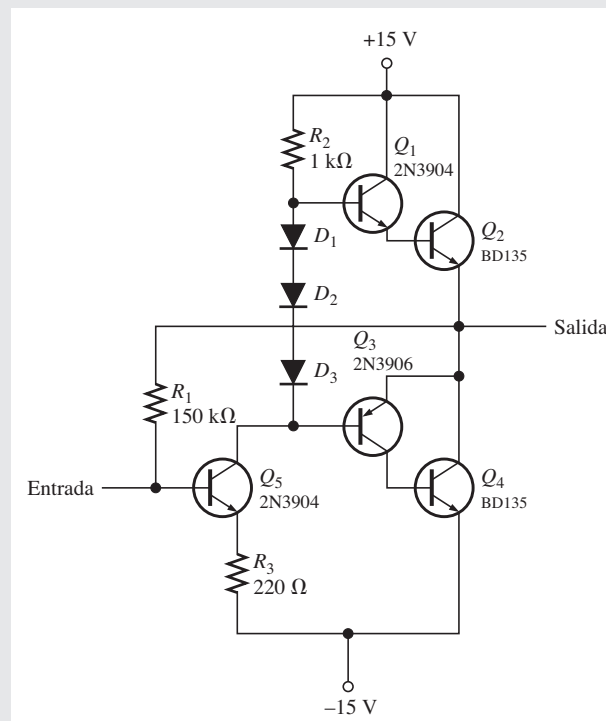 +15 V
R2
1 kΩ
Q1
2N3904
D1
Q2
BD135
D2
Salida
Q3
2N3906
D3
R1
150 kΩ
Entrada
Q5
2N3904
Q4
BD135
R3
220 Ω
–15 V